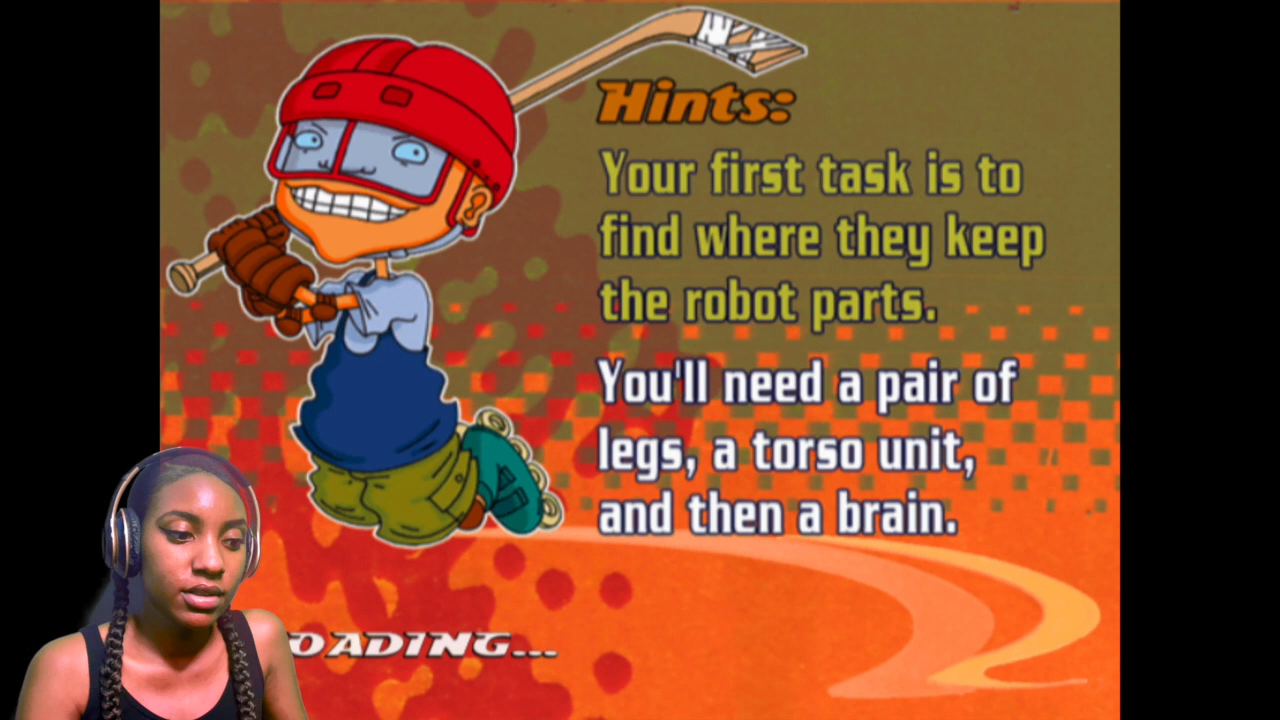 Hints:
Your first task is to
find where they keep
the robot parts.
You'll need a pair of
legs, a torso unit,
and then a brain.
OADING...